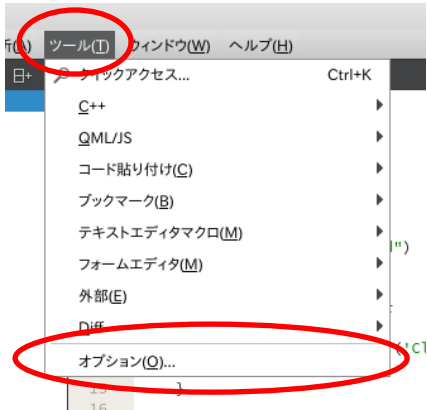 ツール(T) ウィンドウ(W) ヘルプ(H)
クイックアクセス... Ctrl+K
C++
QML/JS
コード貼り付け(C)
ブックマーク(B)
テキストエディタマクロ(M)
フォームエディタ(M)
外部(E)
Diff
オプション(O)...
")
('Cl
15 }
16